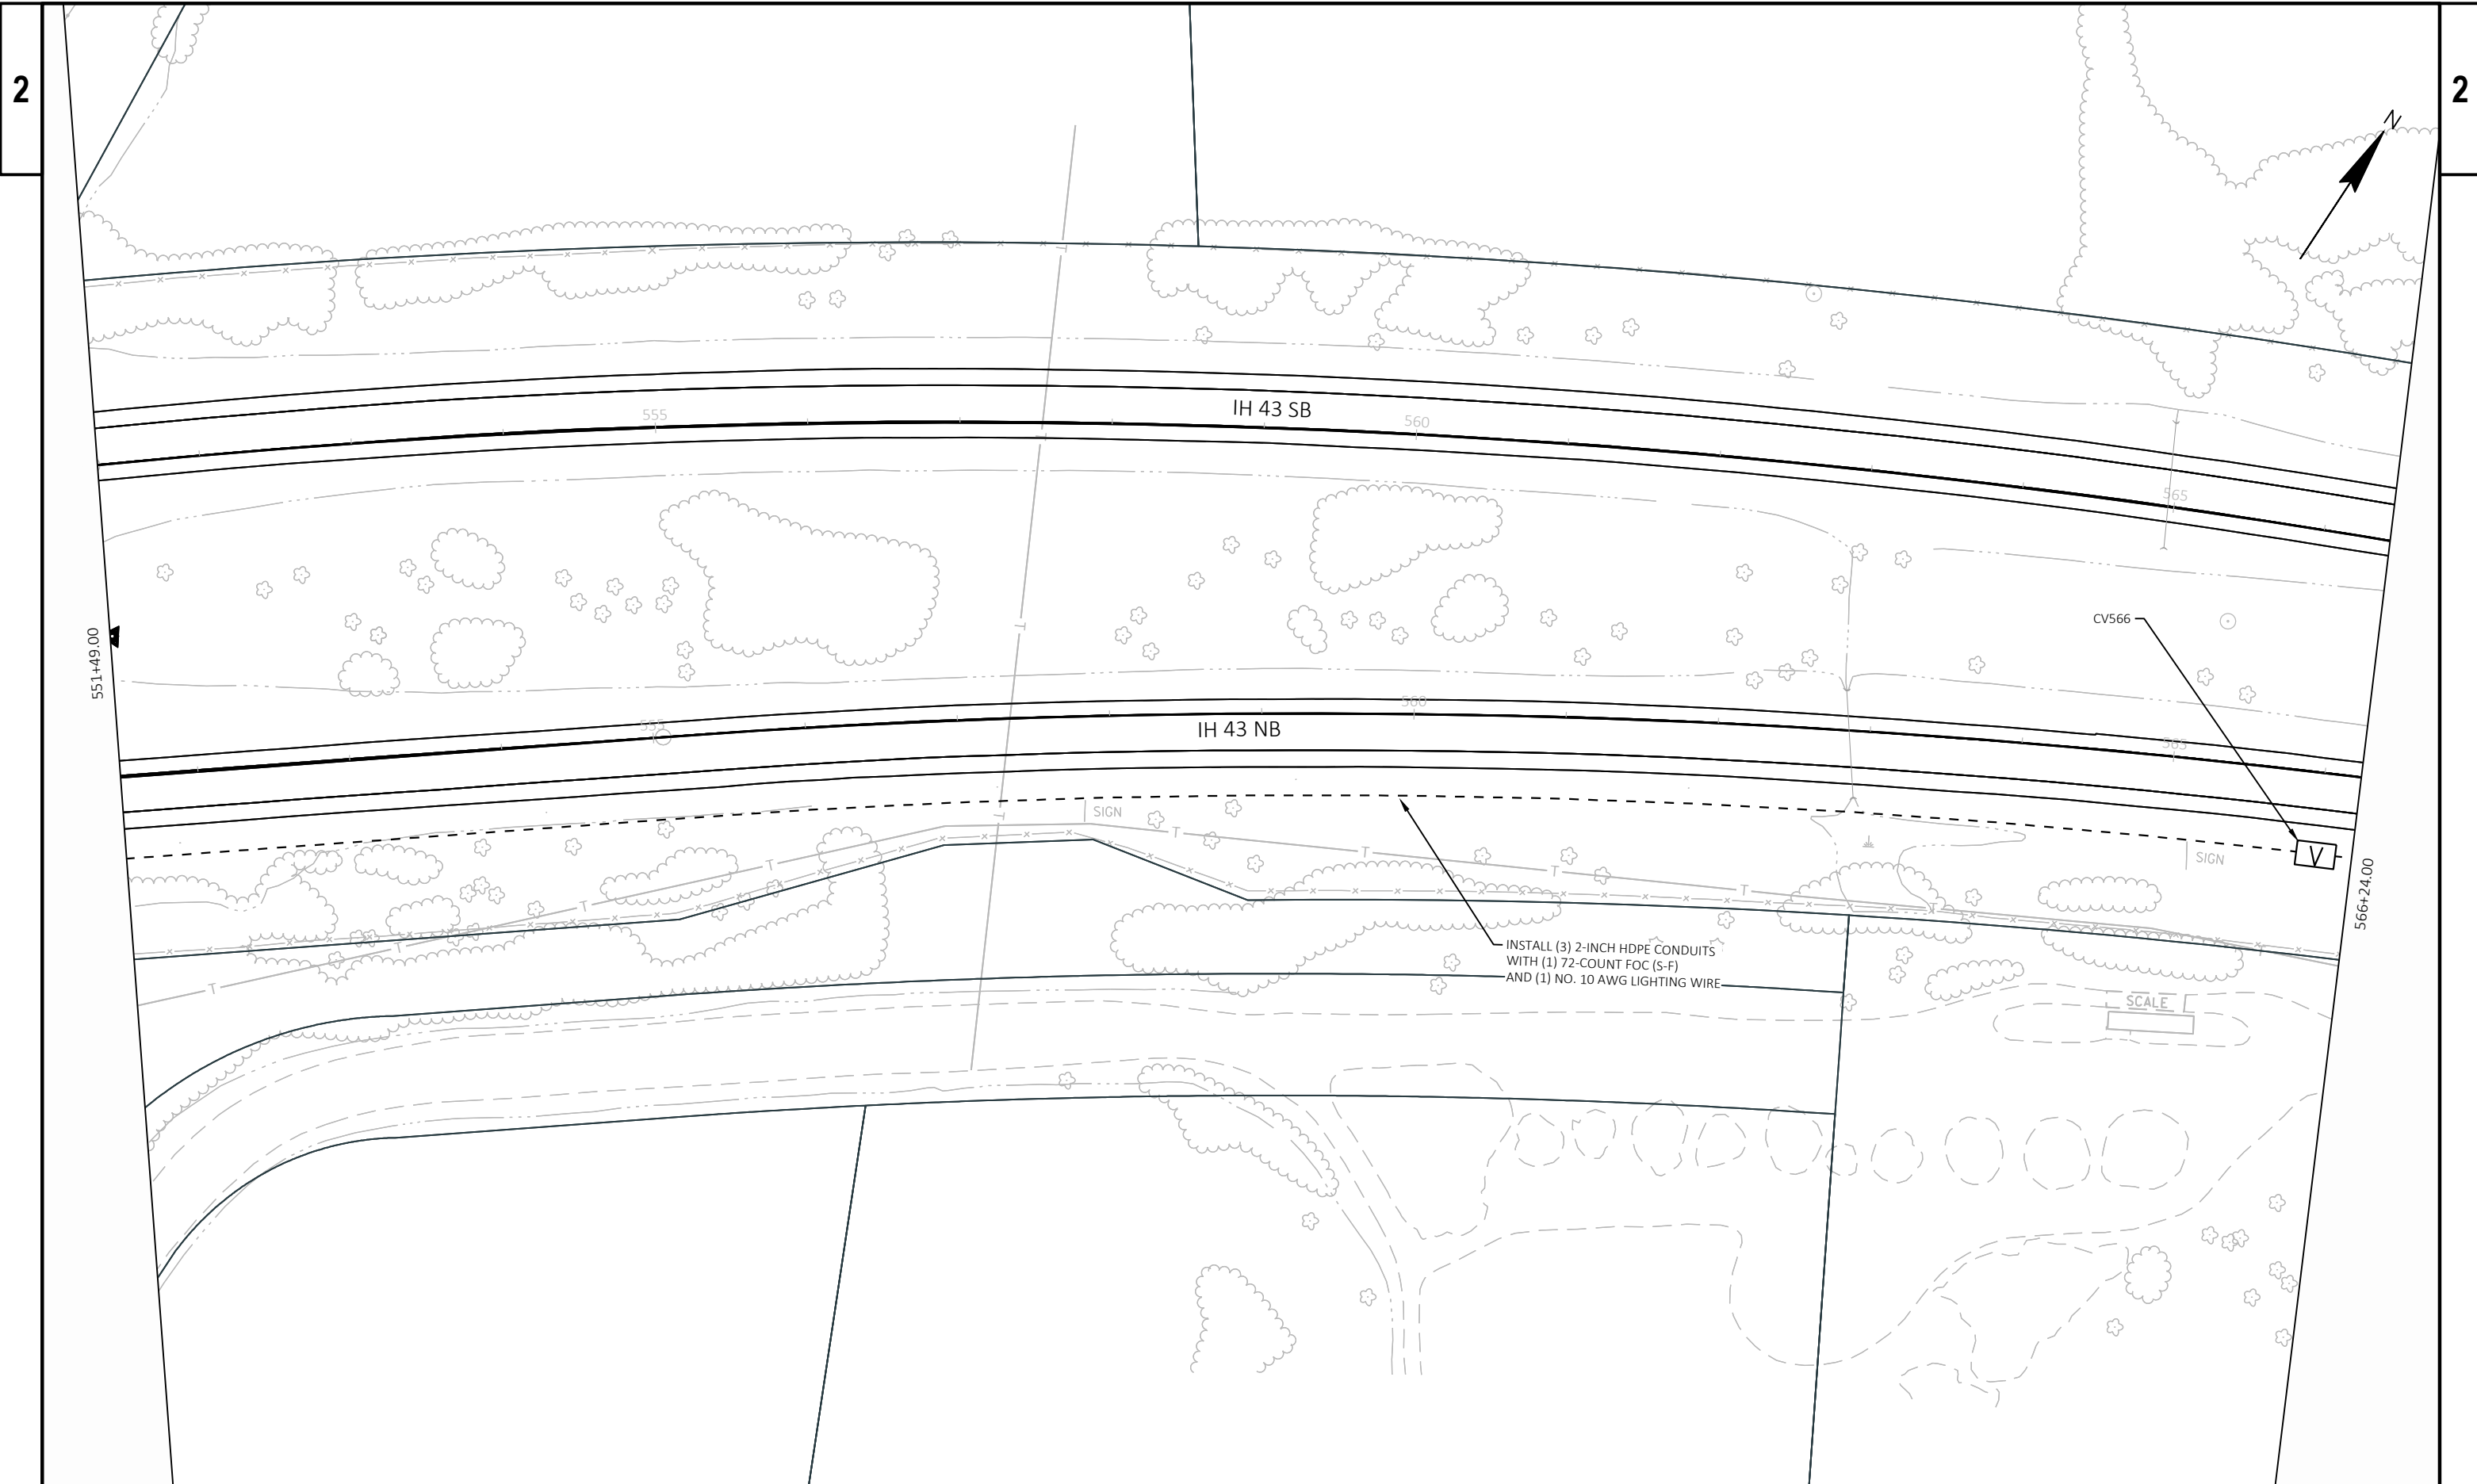 2
2
N
555
IH 43 SB
560
565
T
T
CV566
551+49.00
T
555
560
IH 43 NB
565
T
SIGN
T
T
T
T
T
T
T
T
T
T
SIGN
V
566+24.00
INSTALL (3) 2-INCH HDPE CONDUITS
WITH (1) 72-COUNT FOC (S-F)
AND (1) NO. 10 AWG LIGHTING WIRE
SCALE